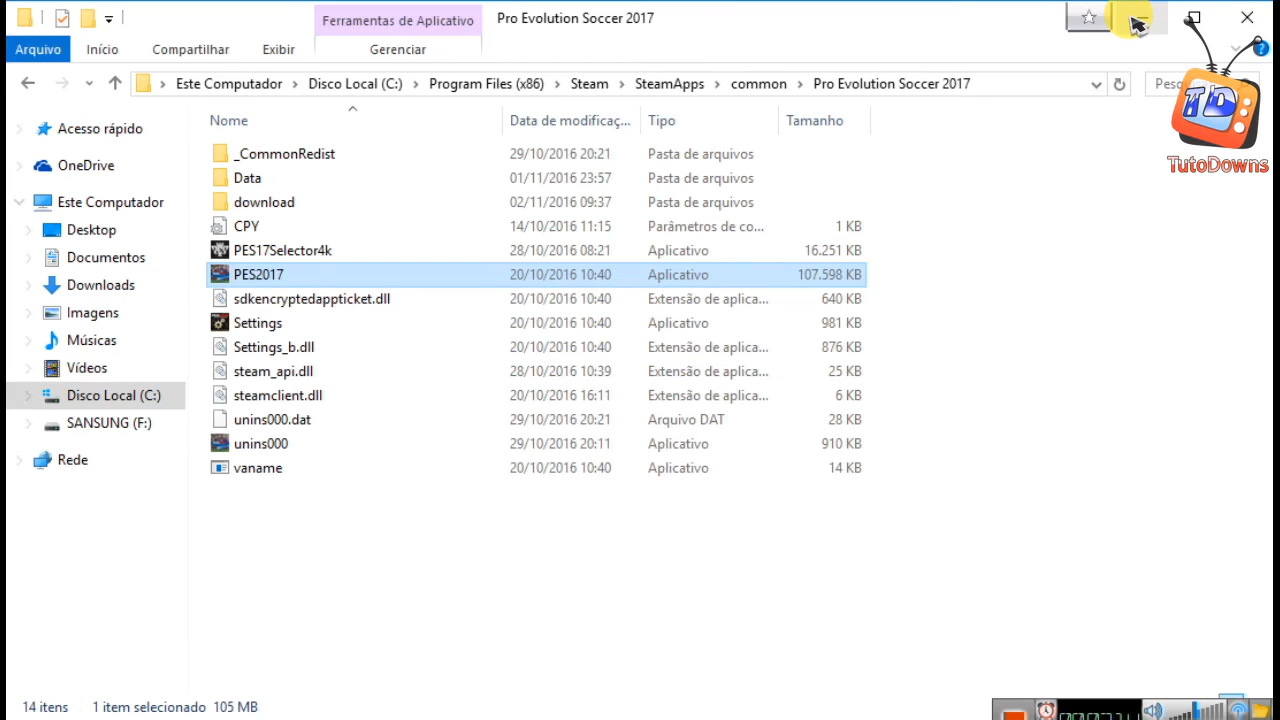 Ferramentas de Aplicativo
Pro Evolution Soccer 2017
Arquivo
Início
Compartilhar
Exibir
Gerenciar
Este Computador
Disco Local (C:)
Program Files (x86)
Steam
SteamApps
common
Pro Evolution Soccer 2017
TD
TutoDowns
Nome Data de modificaç... Tipo Tamanho
Acesso rápido
OneDrive
Este Computador
Desktop
Documentos
Downloads
Imagens
Músicas
Vídeos
Disco Local (C:)
SANSUNG (F:)
Rede
_CommonRedist 29/10/2016 20:21 Pasta de arquivos
Data 01/11/2016 23:57 Pasta de arquivos
download 02/11/2016 09:37 Pasta de arquivos
CPY 14/10/2016 11:15 Parâmetros de co... 1 KB
PES17Selector4k 28/10/2016 08:21 Aplicativo 16.251 KB
PES2017 20/10/2016 10:40 Aplicativo 107.598 KB
sdkencryptedappticket.dll 20/10/2016 10:40 Extensão de aplica... 640 KB
Settings 20/10/2016 10:40 Aplicativo 981 KB
Settings_b.dll 20/10/2016 10:40 Extensão de aplica... 876 KB
steam_api.dll 28/10/2016 10:39 Extensão de aplica... 25 KB
steamclient.dll 20/10/2016 16:11 Extensão de aplica... 6 KB
unins000.dat 29/10/2016 20:21 Arquivo DAT 28 KB
unins000 29/10/2016 20:11 Aplicativo 910 KB
vaname 20/10/2016 10:40 Aplicativo 14 KB
14 itens 1 item selecionado 105 MB